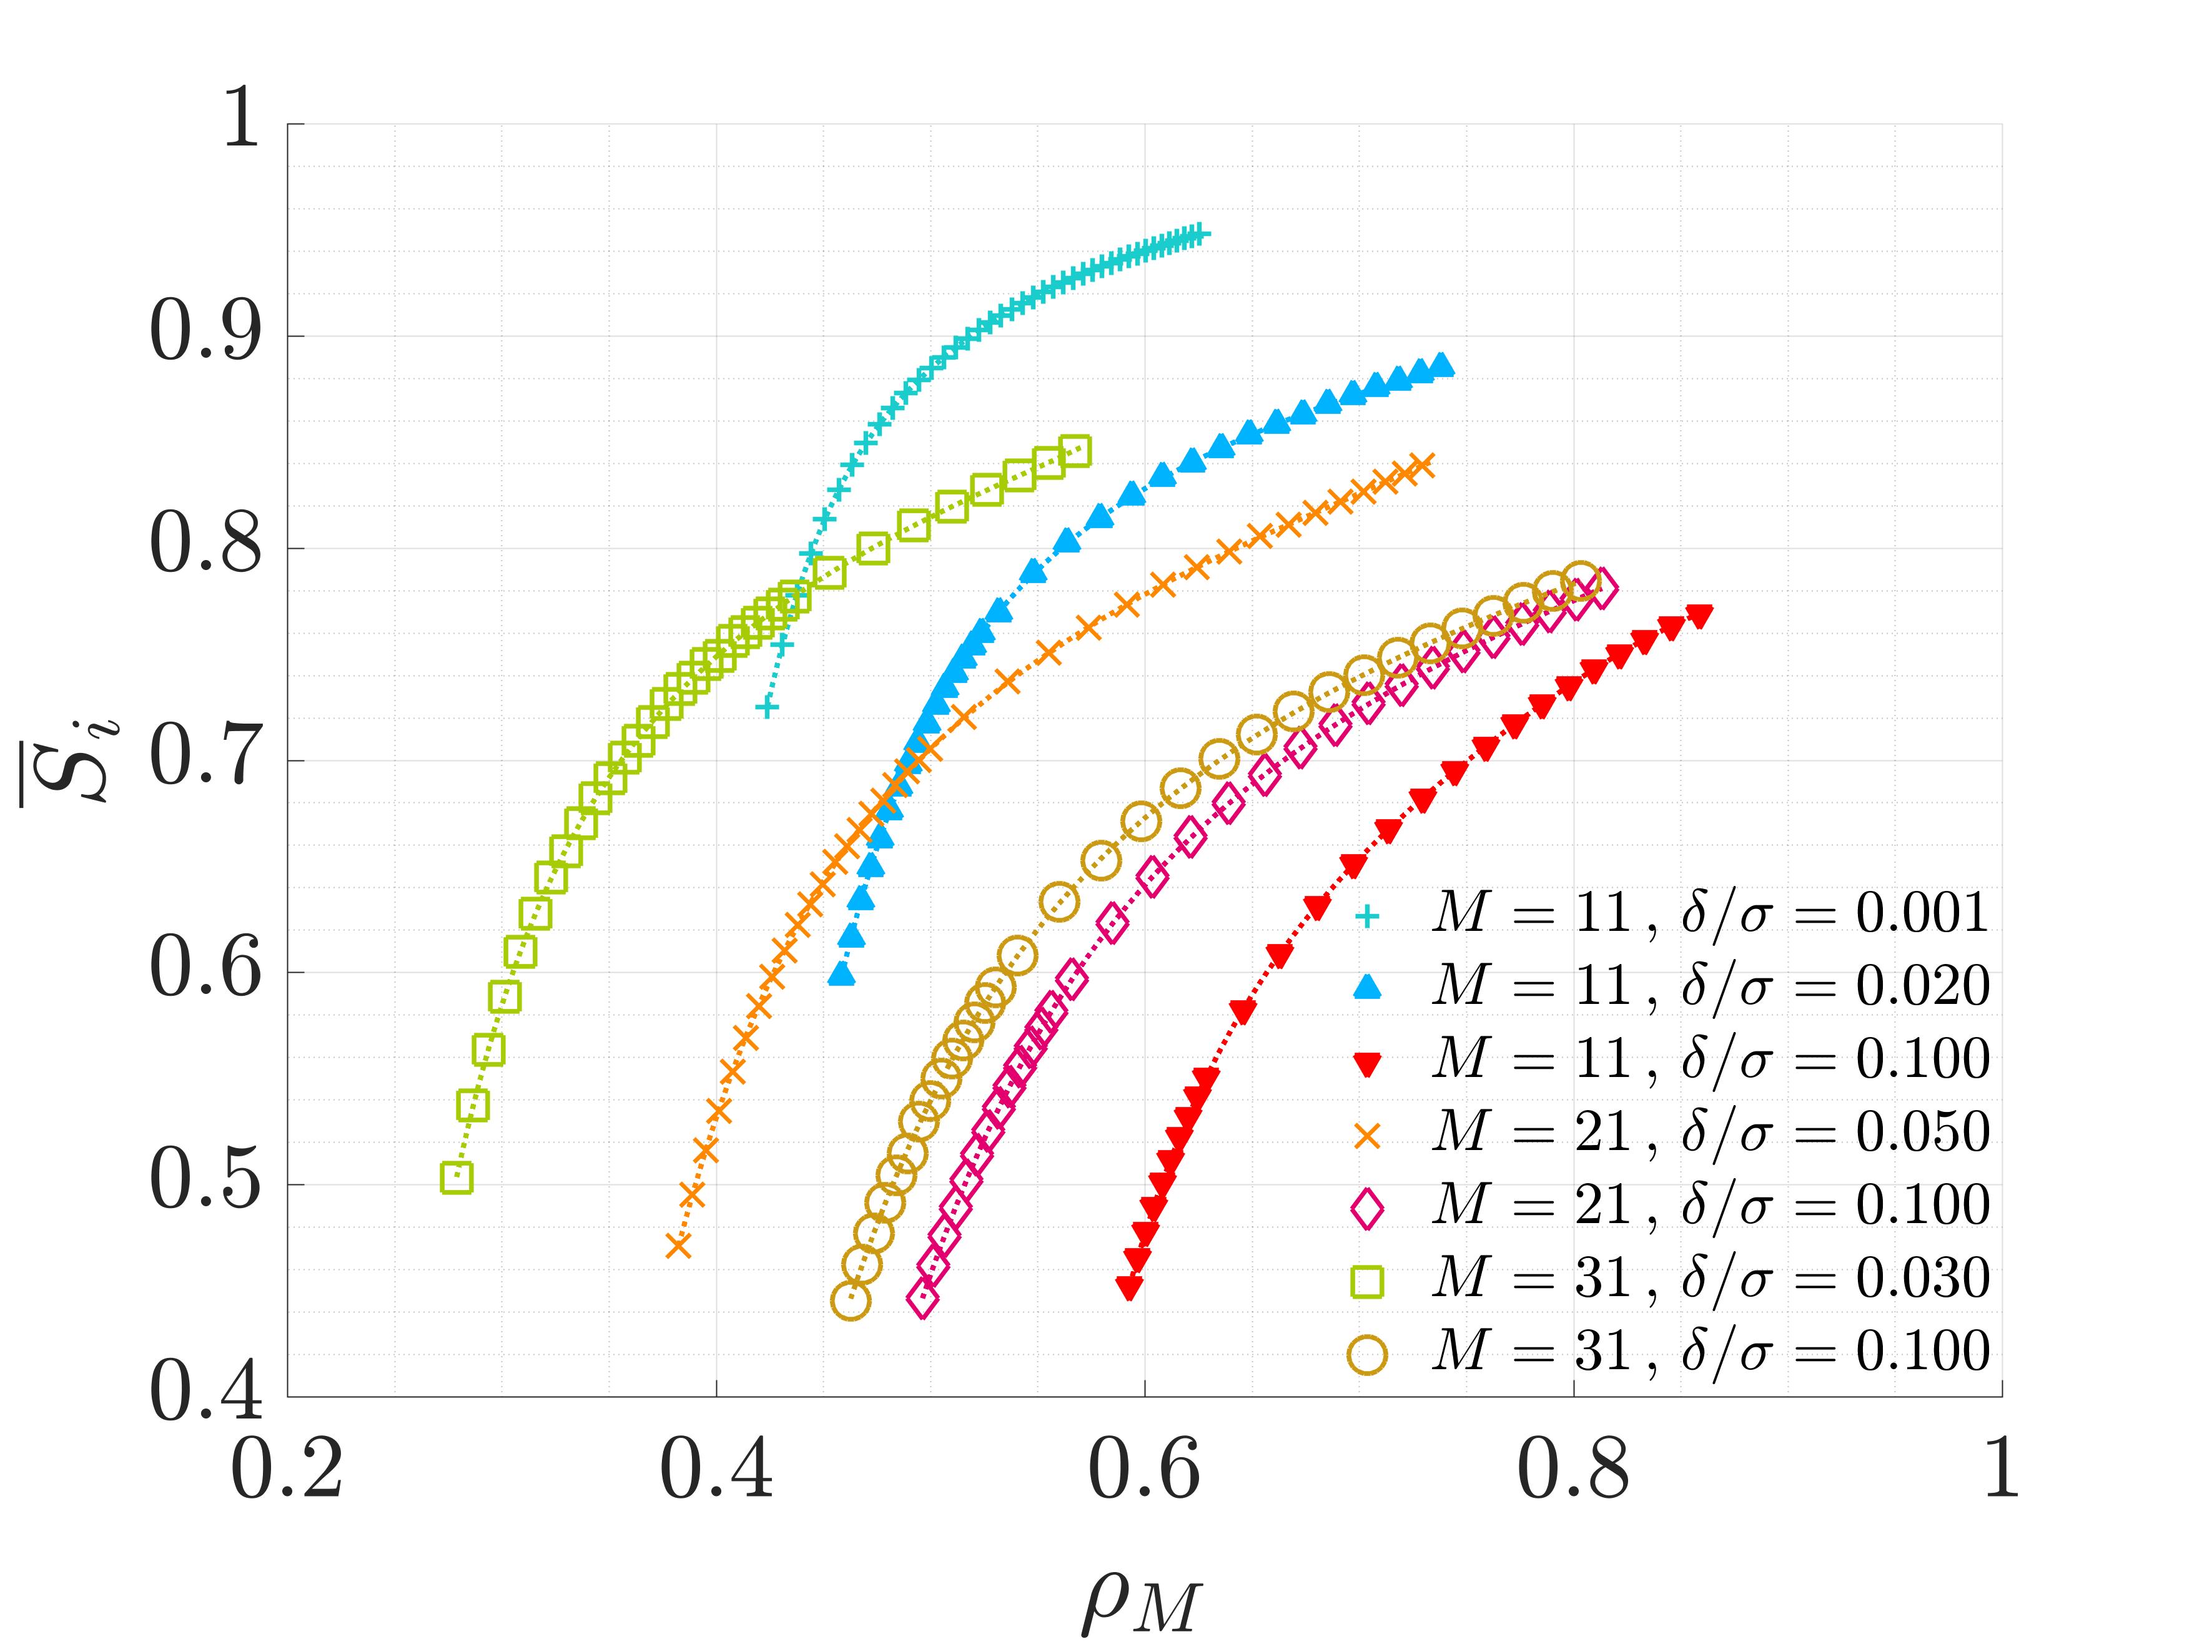 1
0.9
0.8
0.7
0.6
0.5
0.4
S̅ᵢ
0.2
0.4
0.6
0.8
1
ρ_M
M = 11 , δ/σ = 0.001
M = 11 , δ/σ = 0.020
M = 11 , δ/σ = 0.100
M = 21 , δ/σ = 0.050
M = 21 , δ/σ = 0.100
M = 31 , δ/σ = 0.030
M = 31 , δ/σ = 0.100